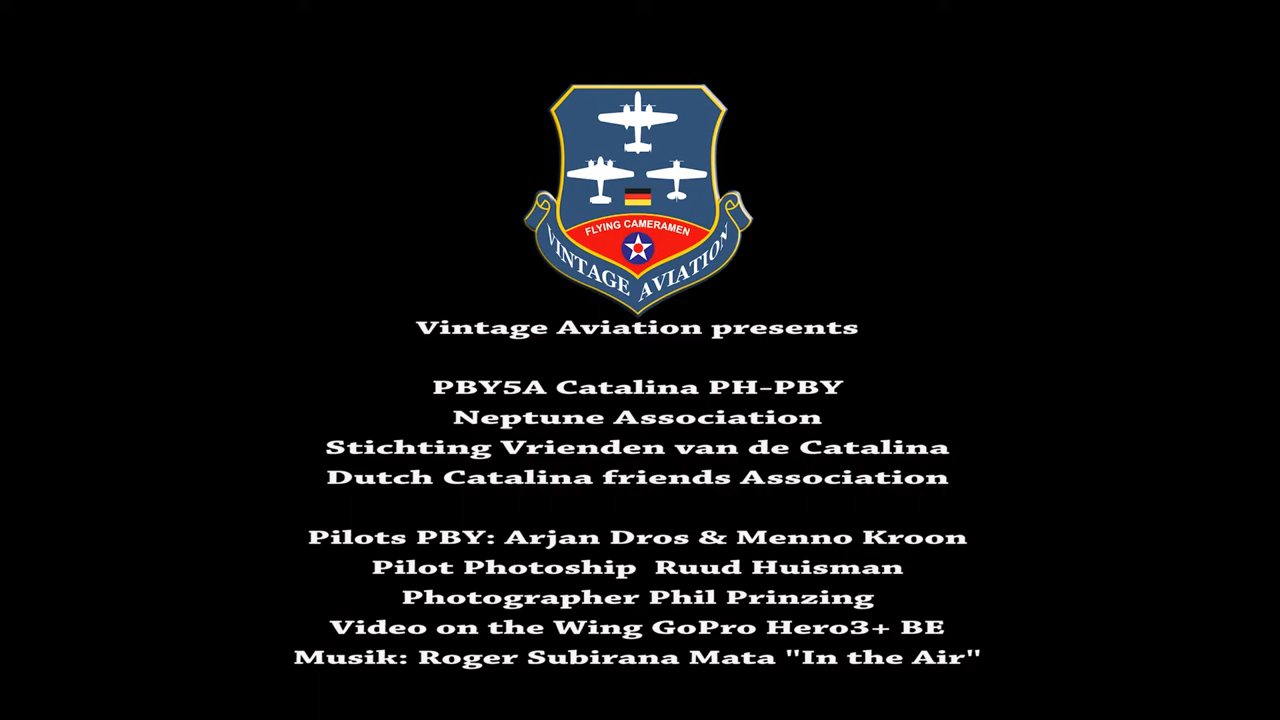 FLYING CAMERAMEN
VINTAGE AVIATION
Vintage Aviation presents
PBY5A Catalina PH-PBY
Neptune Association
Stichting Vrienden van de Catalina
Dutch Catalina friends Association
Pilots PBY: Arjan Dros & Menno Kroon
Pilot Photoship Ruud Huisman
Photographer Phil Prinzing
Video on the Wing GoPro Hero3+ BE
Musik: Roger Subirana Mata "In the Air"